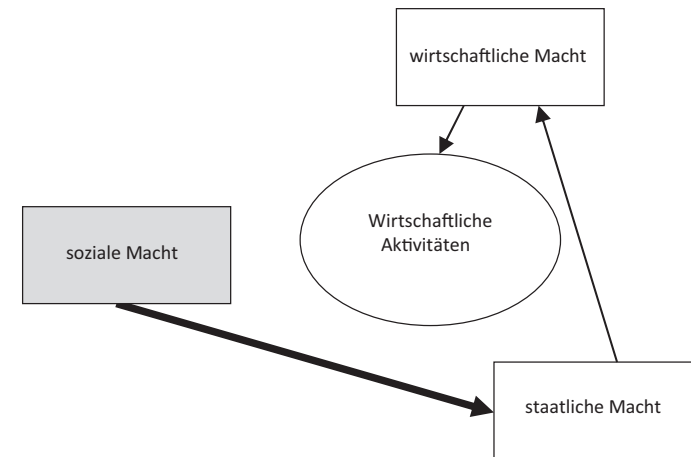 wirtschaftliche Macht
Wirtschaftliche
Aktivitäten
soziale Macht
staatliche Macht